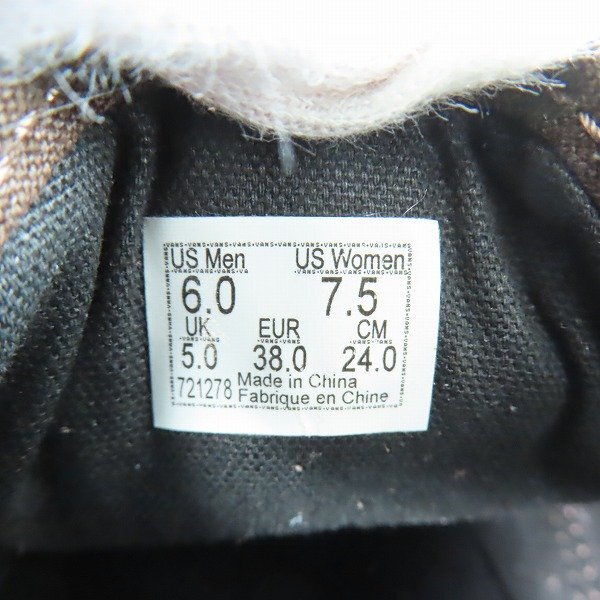 US Men US Women
6.0 7.5
UK EUR CM
5.0 38.0 24.0
721278 Made in China
Fabrique en Chine